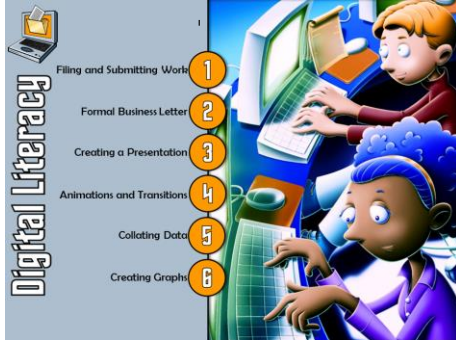 Digital Literacy
1
Filing and Submitting Work 1
Formal Business Letter 2
Creating a Presentation 3
Animations and Transitions 4
Collating Data 5
Creating Graphs 6